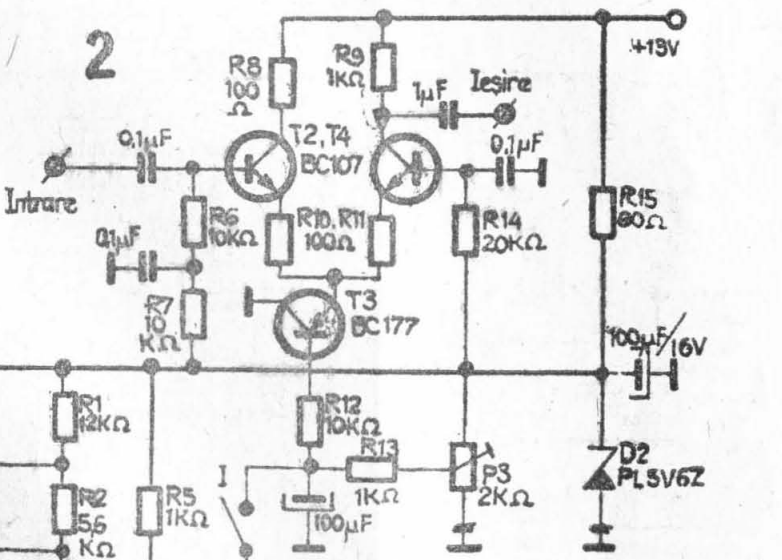 2
+13V
R8
100
Ω
R9
1KΩ
1μF
Ieșire
0,1μF
T2,T4
BC107
0,1μF
Intrare
R6
10KΩ
R10,R11
100Ω
R14
20KΩ
R15
60Ω
0,1μF
R7
10
KΩ
T3
BC177
100μF/16V
R1
12KΩ
R12
10KΩ
R13
1KΩ
P3
2KΩ
D2
PL5V6Z
R2
5,6
KΩ
R5
1KΩ
I
100μF